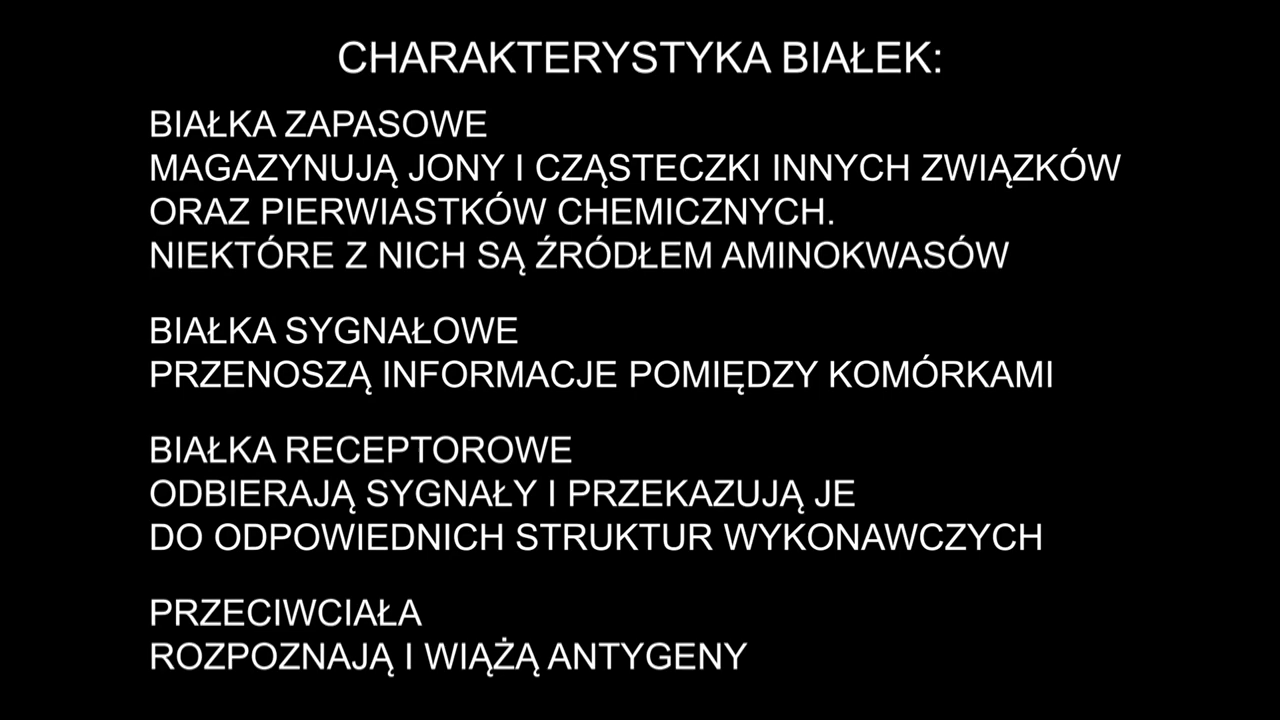 CHARAKTERYSTYKA BIAŁEK:
BIAŁKA ZAPASOWE
MAGAZYNUJĄ JONY I CZĄSTECZKI INNYCH ZWIĄZKÓW
ORAZ PIERWIASTKÓW CHEMICZNYCH.
NIEKTÓRE Z NICH SĄ ŹRÓDŁEM AMINOKWASÓW
BIAŁKA SYGNAŁOWE
PRZENOSZĄ INFORMACJE POMIĘDZY KOMÓRKAMI
BIAŁKA RECEPTOROWE
ODBIERAJĄ SYGNAŁY I PRZEKAZUJĄ JE
DO ODPOWIEDNICH STRUKTUR WYKONAWCZYCH
PRZECIWCIAŁA
ROZPOZNAJĄ I WIĄŻĄ ANTYGENY